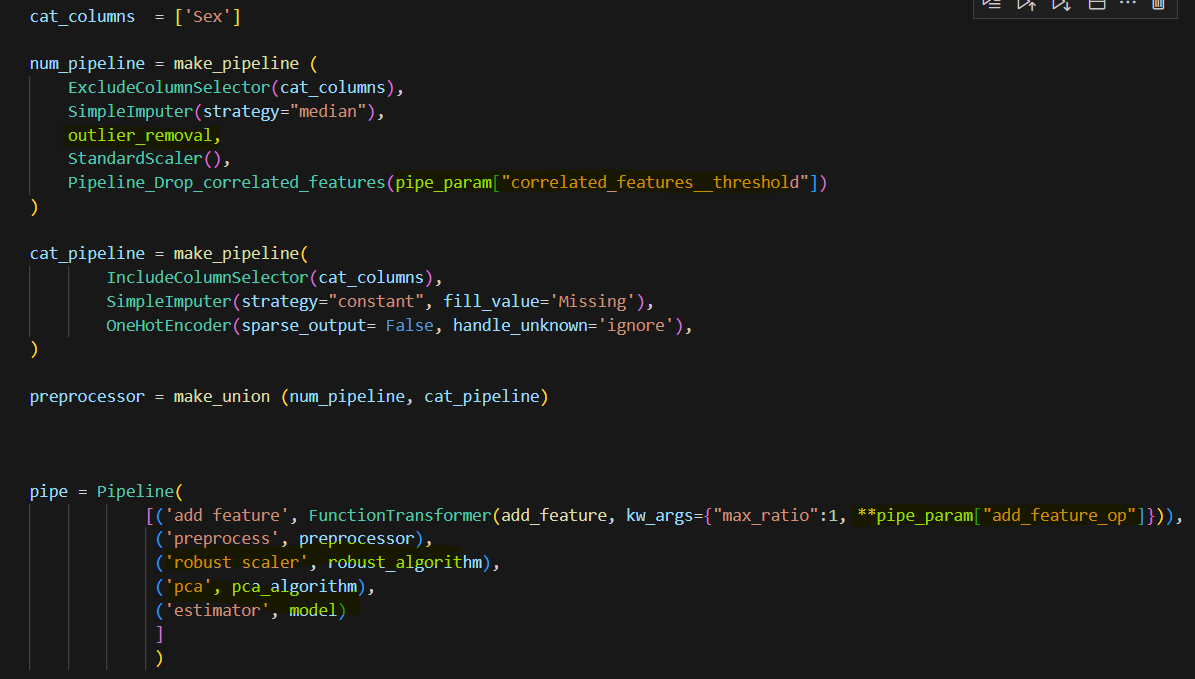 cat_columns  = ['Sex']
num_pipeline = make_pipeline (
    ExcludeColumnSelector(cat_columns),
    SimpleImputer(strategy="median"),
    outlier_removal,
    StandardScaler(),
    Pipeline_Drop_correlated_features(pipe_param["correlated_features__threshold"])
)
cat_pipeline = make_pipeline(
        IncludeColumnSelector(cat_columns),
        SimpleImputer(strategy="constant", fill_value='Missing'),
        OneHotEncoder(sparse_output= False, handle_unknown='ignore'),
)
preprocessor = make_union (num_pipeline, cat_pipeline)
pipe = Pipeline(
            [('add feature', FunctionTransformer(add_feature, kw_args={"max_ratio":1, **pipe_param["add_feature_op"]})),
             ('preprocess', preprocessor),
             ('robust scaler', robust_algorithm),
             ('pca', pca_algorithm),
             ('estimator', model)
             ]
             )